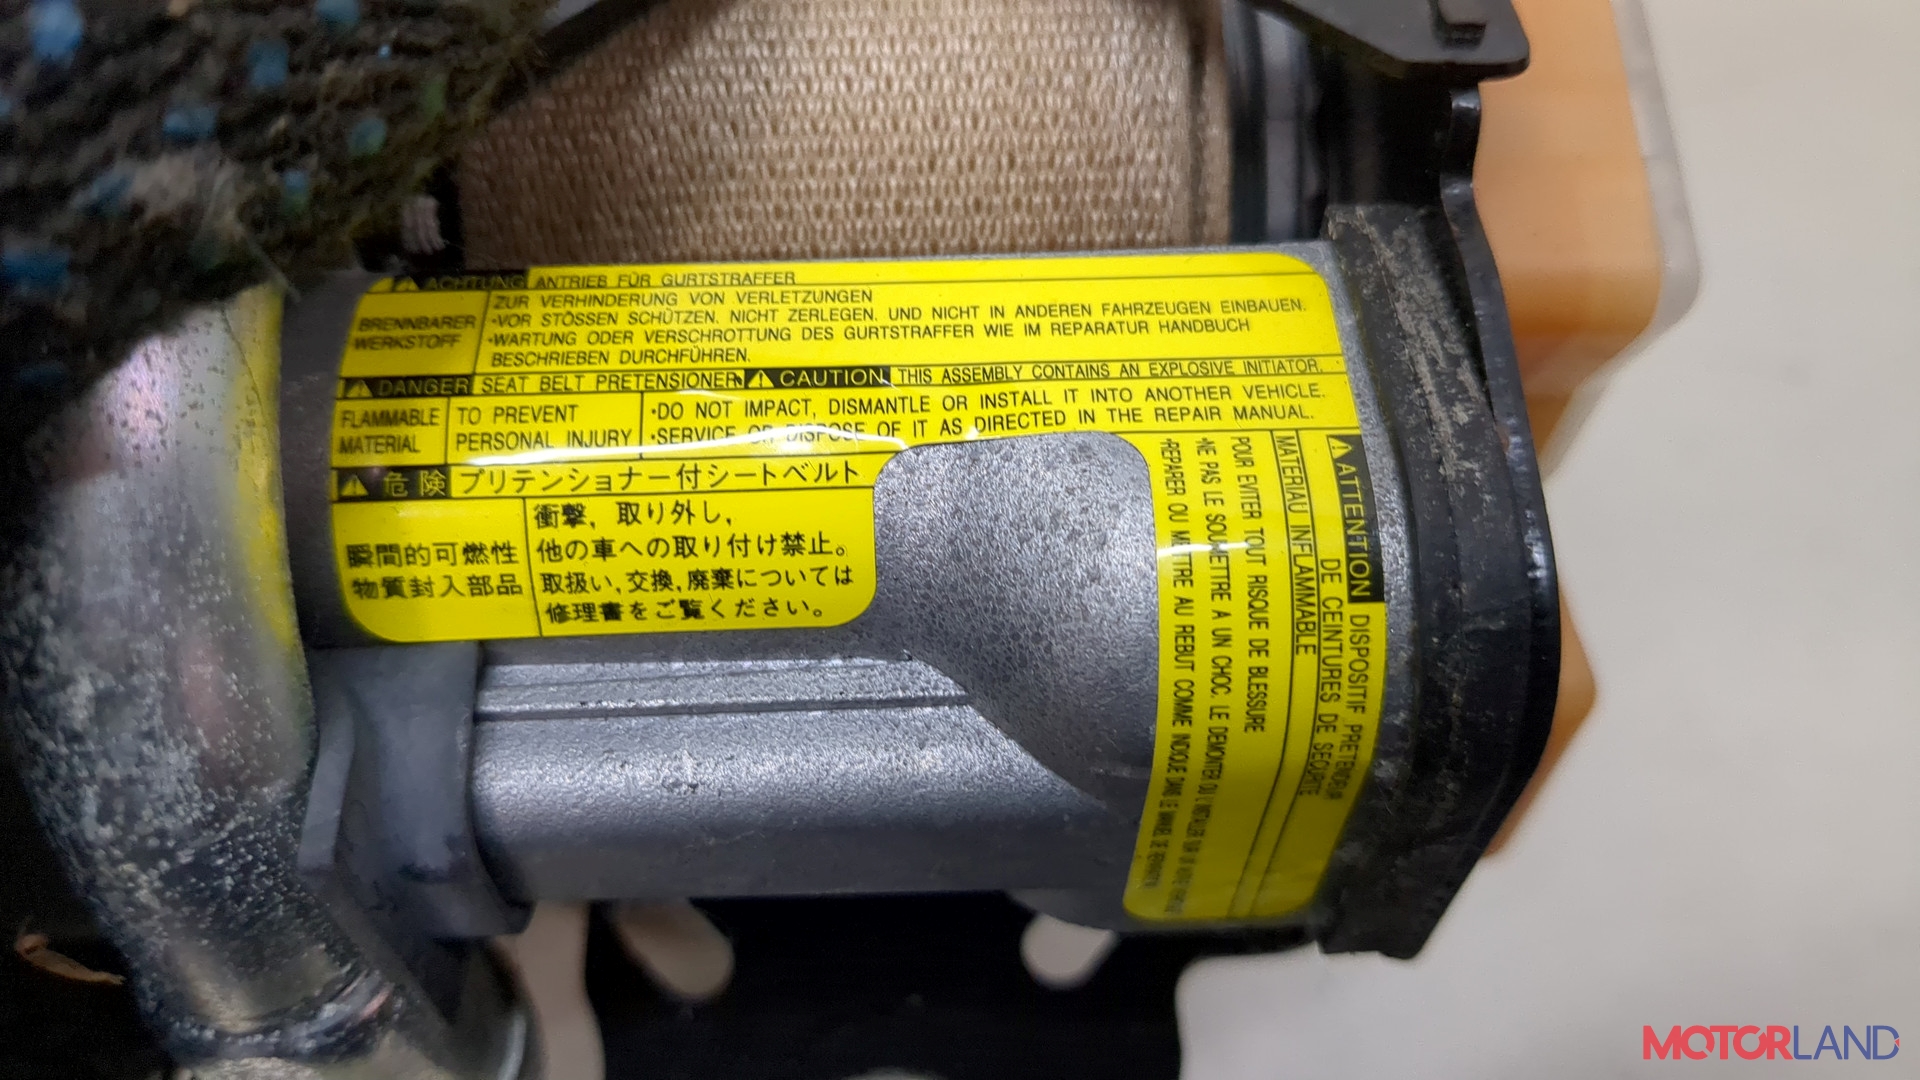 ACHTUNG ANTRIEB FÜR GURTSTRAFFER
BRENNBARER
WERKSTOFF
ZUR VERHINDERUNG VON VERLETZUNGEN
•VOR STÖSSEN SCHÜTZEN, NICHT ZERLEGEN, UND NICHT IN ANDEREN FAHRZEUGEN EINBAUEN.
•WARTUNG ODER VERSCHROTTUNG DES GURTSTRAFFER WIE IM REPARATUR HANDBUCH
BESCHRIEBEN DURCHFÜHREN.
DANGER SEAT BELT PRETENSIONER CAUTION THIS ASSEMBLY CONTAINS AN EXPLOSIVE INITIATOR.
FLAMMABLE
MATERIAL
TO PREVENT
PERSONAL INJURY
•DO NOT IMPACT, DISMANTLE OR INSTALL IT INTO ANOTHER VEHICLE.
•SERVICE OR DISPOSE OF IT AS DIRECTED IN THE REPAIR MANUAL.
危険 プリテンショナー付シートベルト
瞬間的可燃性
物質封入部品
衝撃，取り外し，
他の車への取り付け禁止。
取扱い，交換，廃棄については
修理書をご覧ください。
ATTENTION DISPOSITIF PRETENDEUR
DE CEINTURES DE SECURITE
MATERIAU INFLAMMABLE
POUR EVITER TOUT RISQUE DE BLESSURE
•NE PAS LE SOUMETTRE A UN CHOC, LE DEMONTER OU L'INSTALLER SUR UN AUTRE
•REPARER OU METTRE AU REBUT COMME INDIQUE DANS LE MANUEL DE REPARATION
MOTORLAND